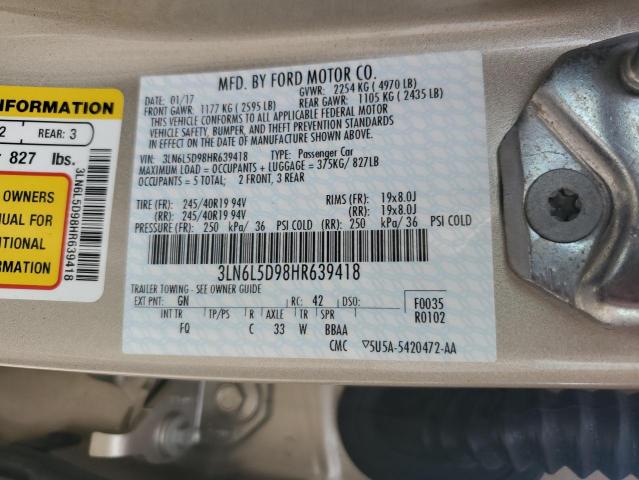 MFD. BY FORD MOTOR CO.
DATE: 01/17 GVWR: 2254 KG ( 4970 LB)
FRONT GAWR: 1177 KG ( 2595 LB) REAR GAWR: 1105 KG ( 2435 LB)
THIS VEHICLE CONFORMS TO ALL APPLICABLE FEDERAL MOTOR
VEHICLE SAFETY, BUMPER, AND THEFT PREVENTION STANDARDS
IN EFFECT ON THE DATE OF MANUFACTURE SHOWN ABOVE.
VIN: 3LN6L5D98HR639418 TYPE: Passenger Car
MAXIMUM LOAD = OCCUPANTS + LUGGAGE = 375KG/ 827LB
OCCUPANTS = 5 TOTAL; 2 FRONT, 3 REAR
TIRE (FR): 245/40R19 94V RIMS (FR): 19x8.0J
(RR): 245/40R19 94V (RR): 19x8.0J
PRESSURE (FR): 250 kPa/ 36 PSI COLD (RR): 250 kPa/ 36 PSI COLD
3LN6L5D98HR639418
TRAILER TOWING - SEE OWNER GUIDE
EXT PNT: GN RC: 42 DSO: F0035
INT TR TP/PS R AXLE TR SPR R0102
FQ C 33 W BBAA
CMC 5U5A-5420472-AA
INFORMATION
2 REAR: 3
827 lbs.
OWNERS
NUAL FOR
ITIONAL
RMATION
3LN6L5D98HR639418